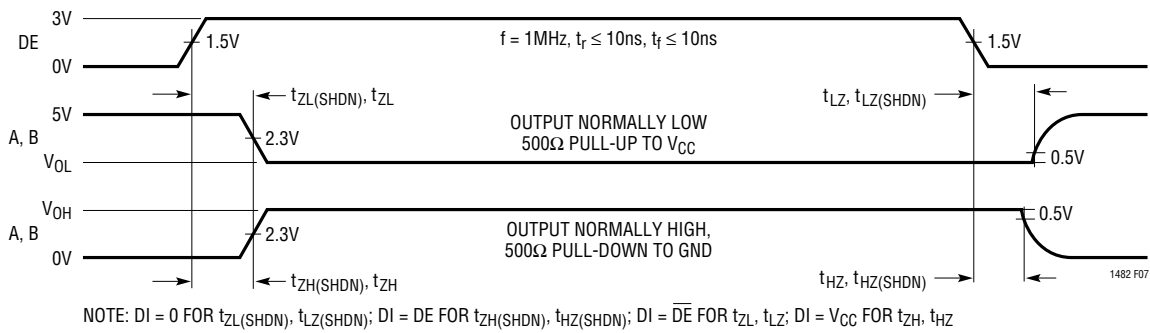 3V
DE
1.5V
f = 1MHz, tr ≤ 10ns, tf ≤ 10ns
1.5V
0V
tZL(SHDN), tZL
tLZ, tLZ(SHDN)
5V
A, B
2.3V
OUTPUT NORMALLY LOW
500Ω PULL-UP TO VCC
VOL
0.5V
VOH
A, B
2.3V
OUTPUT NORMALLY HIGH,
500Ω PULL-DOWN TO GND
0.5V
0V
tZH(SHDN), tZH
tHZ, tHZ(SHDN)
1482 F07
NOTE: DI = 0 FOR tZL(SHDN), tLZ(SHDN); DI = DE FOR tZH(SHDN), tHZ(SHDN); DI = D̅E̅ FOR tZL, tLZ; DI = VCC FOR tZH, tHZ